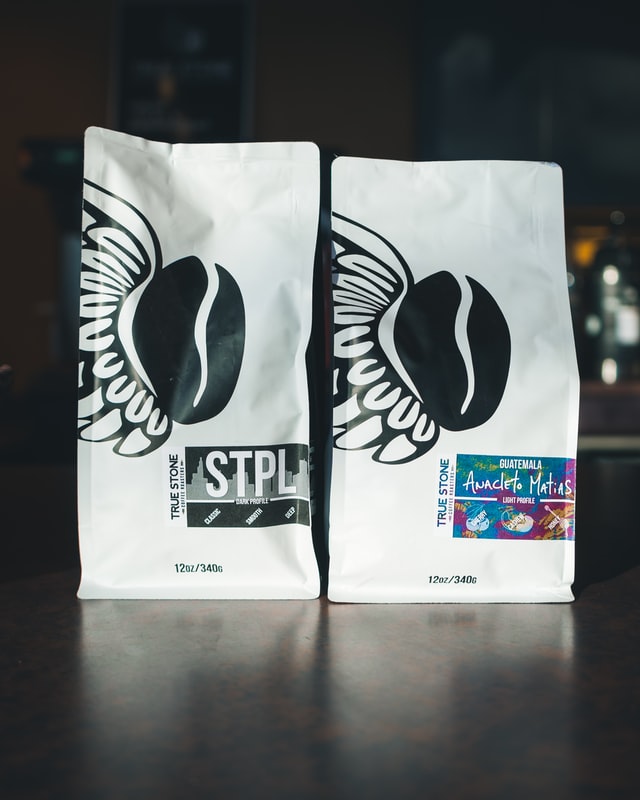 TRUE STONE
COFFEE ROASTERS
STPL
DARK PROFILE
CLASSIC SMOOTH DEEP
12oz/340G
TRUE STONE
COFFEE ROASTERS
GUATEMALA
Anacleto Matias
LIGHT PROFILE
12oz/340G